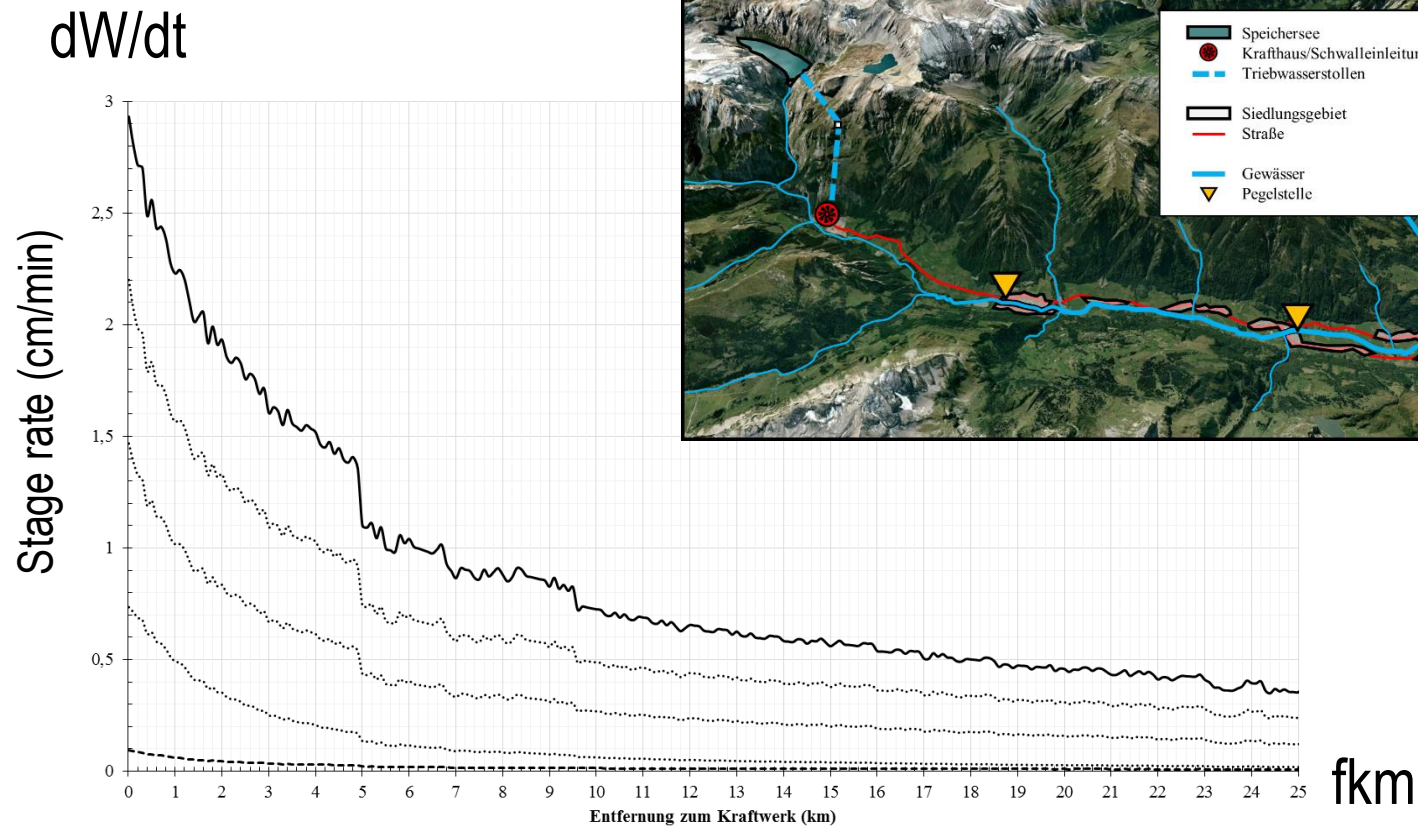 dW/dt
Speichersee
Krafthaus/Schwalleinleitu
Triebwasserstollen
Siedlungsgebiet
Straße
Gewässer
Pegelstelle
Stage rate (cm/min)
3
2,5
2
1,5
1
0,5
0
0 1 2 3 4 5 6 7 8 9 10 11 12 13 14 15 16 17 18 19 20 21 22 23 24 25
fkm
Entfernung zum Kraftwerk (km)